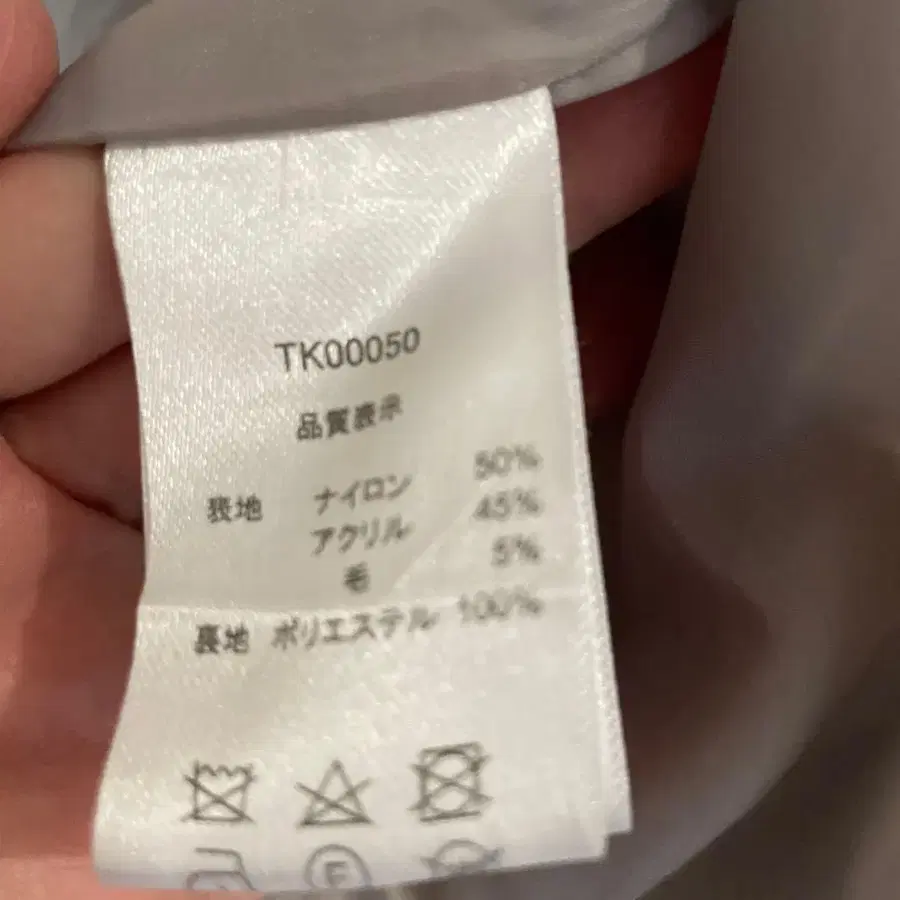 TK00050
品質表示
表地 ナイロン 50%
アクリル 45%
毛 5%
裏地 ポリエステル 100%
F